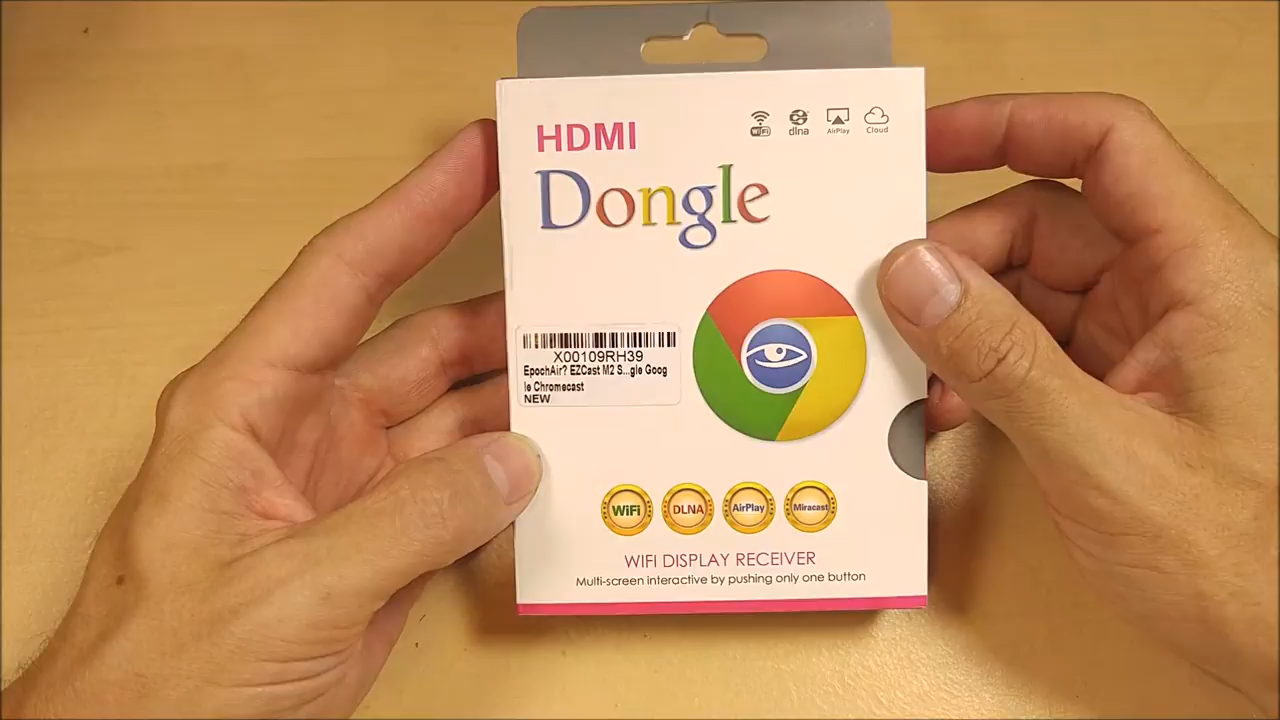 HDMI
Dongle
WiFi
dlna
AirPlay
Cloud
X00109RH39
EpochAir? EZCast M2 S...gle Goog
le Chromecast
NEW
WiFi
DLNA
AirPlay
Miracast
WIFI DISPLAY RECEIVER
Multi-screen interactive by pushing only one button